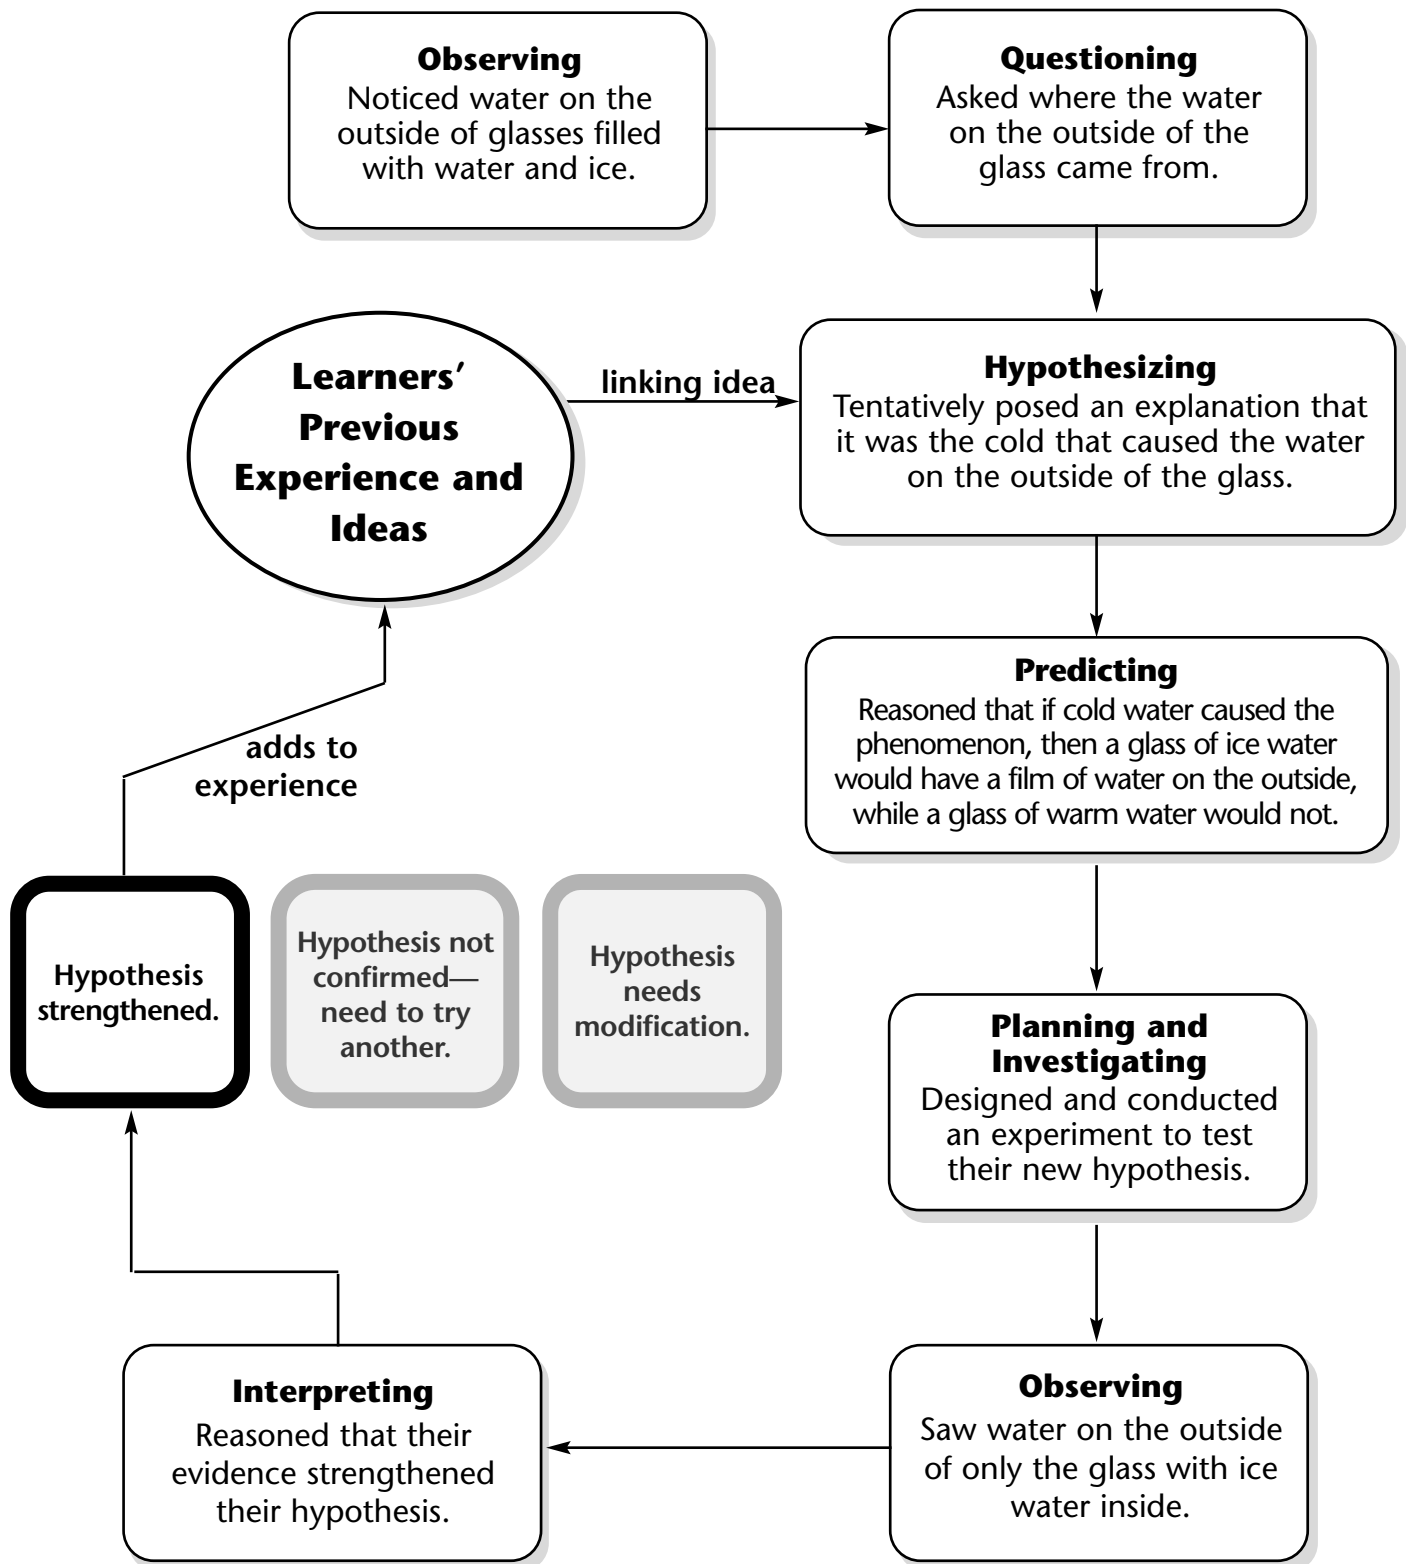 Observing
Noticed water on the
outside of glasses filled
with water and ice.
Questioning
Asked where the water
on the outside of the
glass came from.
Learners’
Previous
Experience and
Ideas
linking idea
Hypothesizing
Tentatively posed an explanation that
it was the cold that caused the water
on the outside of the glass.
Predicting
Reasoned that if cold water caused the
phenomenon, then a glass of ice water
would have a film of water on the outside,
while a glass of warm water would not.
adds to
experience
Hypothesis
strengthened.
Hypothesis not
confirmed—
need to try
another.
Hypothesis
needs
modification.
Planning and
Investigating
Designed and conducted
an experiment to test
their new hypothesis.
Interpreting
Reasoned that their
evidence strengthened
their hypothesis.
Observing
Saw water on the outside
of only the glass with ice
water inside.